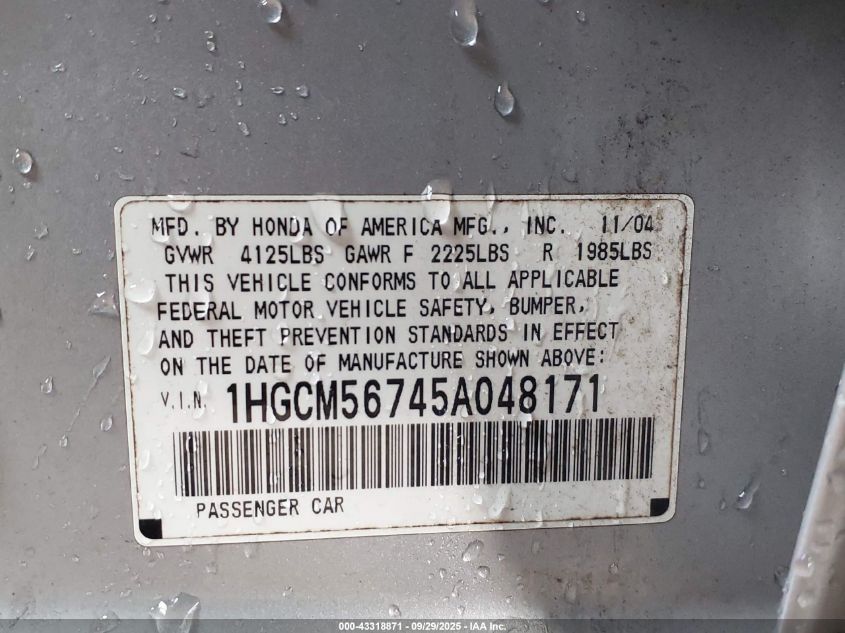 MFD. BY HONDA OF AMERICA MFG., INC. 11/04
GVWR 4125LBS GAWR F 2225LBS R 1985LBS
THIS VEHICLE CONFORMS TO ALL APPLICABLE
FEDERAL MOTOR VEHICLE SAFETY, BUMPER,
AND THEFT PREVENTION STANDARDS IN EFFECT
ON THE DATE OF MANUFACTURE SHOWN ABOVE:
V.I.N. 1HGCM56745A048171
PASSENGER CAR
000-43318871 - 09/29/2025 - IAA Inc.